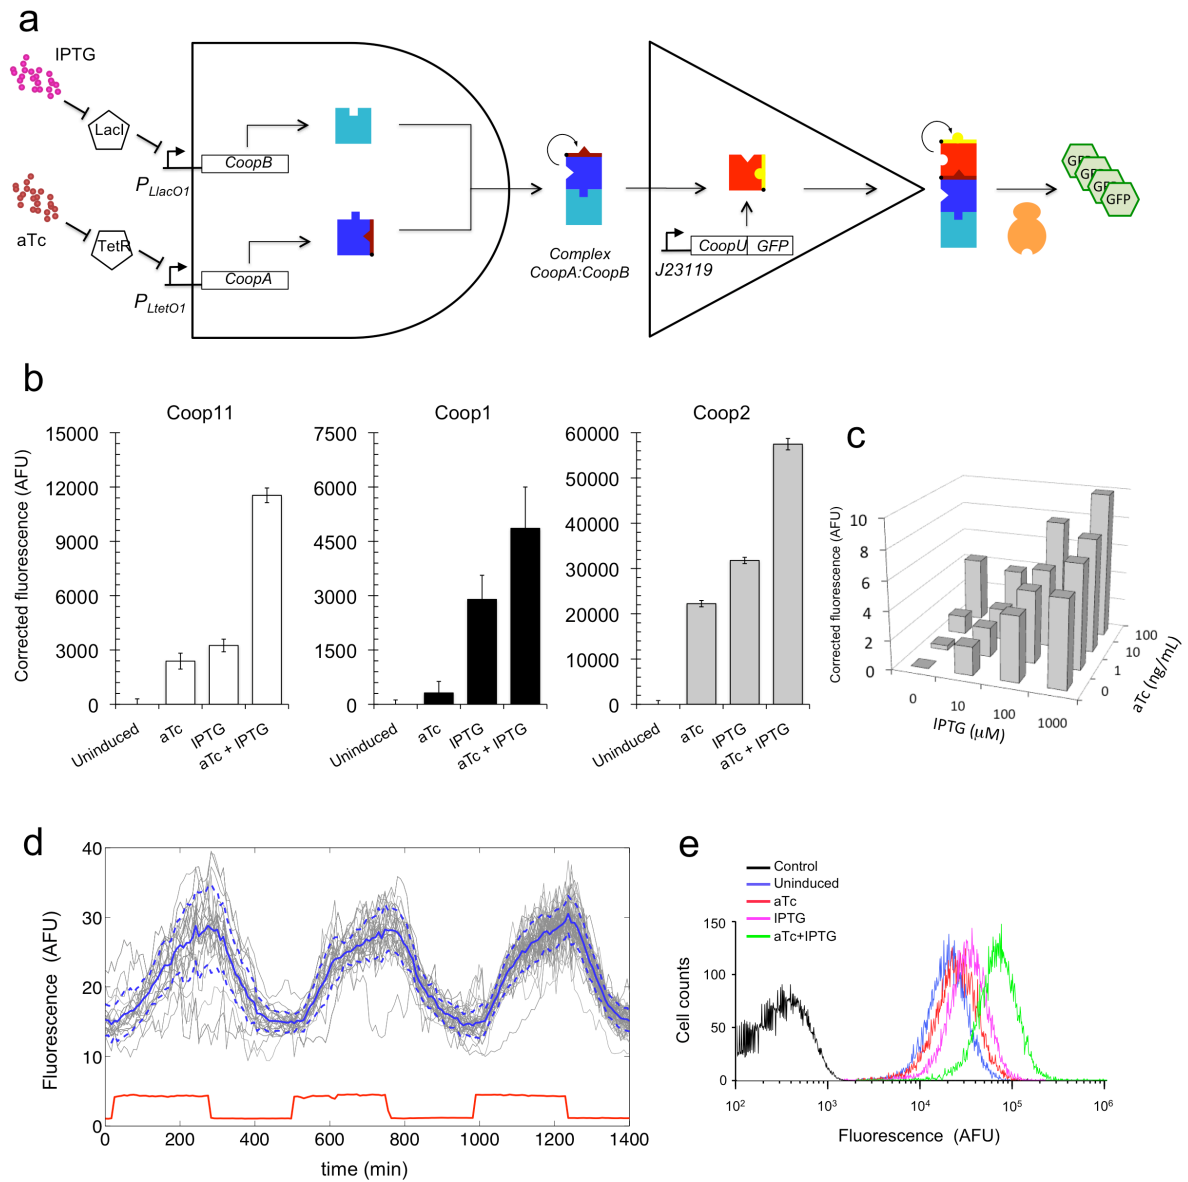 a
IPTG
LacI
PLlacO1
CoopB
aTc
TetR
PLtetO1
CoopA
Complex
CoopA:CoopB
CoopU GFP
J23119
GFP
GFP
GFP
GFP
b
Coop11
Coop1
Coop2
Corrected fluorescence (AFU)
15000
12000
9000
6000
3000
0
Uninduced
aTc
IPTG
aTc + IPTG
7500
6000
4500
3000
1500
0
Uninduced
aTc
IPTG
aTc + IPTG
60000
50000
40000
30000
20000
10000
0
Uninduced
aTc
IPTG
aTc + IPTG
c
Corrected fluorescence (AFU)
10
8
6
4
2
0
0
10
100
1000
IPTG (μM)
0
1
10
100
aTc (ng/mL)
d
Fluorescence (AFU)
40
30
20
10
0
0 200 400 600 800 1000 1200 1400
time (min)
e
Control
Uninduced
aTc
IPTG
aTc+IPTG
Cell counts
150
100
50
0
10² 10³ 10⁴ 10⁵ 10⁶
Fluorescence (AFU)